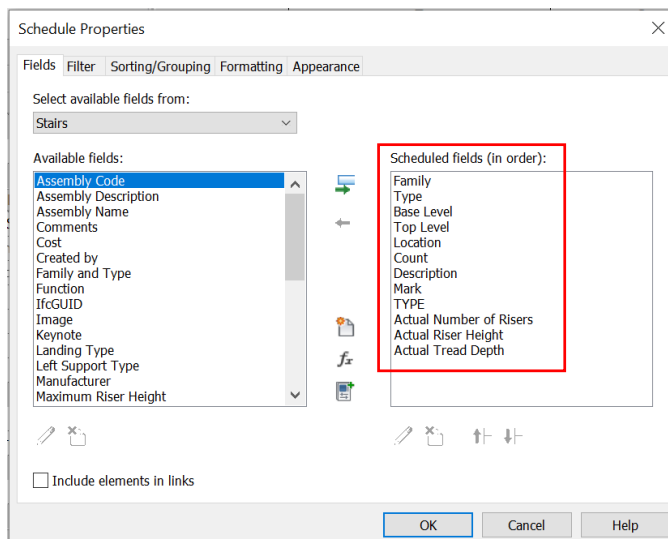 Schedule Properties
Fields Filter Sorting/Grouping Formatting Appearance
Select available fields from:
Stairs
Available fields:
Assembly Code
Assembly Description
Assembly Name
Comments
Cost
Created by
Family and Type
Function
IfcGUID
Image
Keynote
Landing Type
Left Support Type
Manufacturer
Maximum Riser Height
fx
Scheduled fields (in order):
Family
Type
Base Level
Top Level
Location
Count
Description
Mark
TYPE
Actual Number of Risers
Actual Riser Height
Actual Tread Depth
Include elements in links
OK Cancel Help